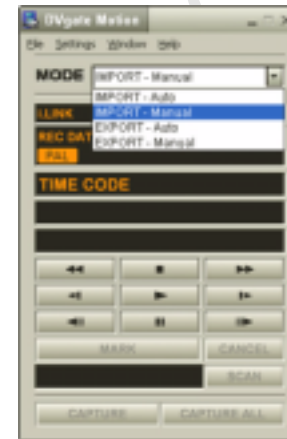 DVgate Motion
File Settings Window Help
MODE IMPORT - Manual
IMPORT - Auto
IMPORT - Manual
EXPORT - Auto
EXPORT - Manual
i.LINK
REC DAT
PAL
TIME CODE
MARK CANCEL
SCAN
CAPTURE CAPTURE ALL